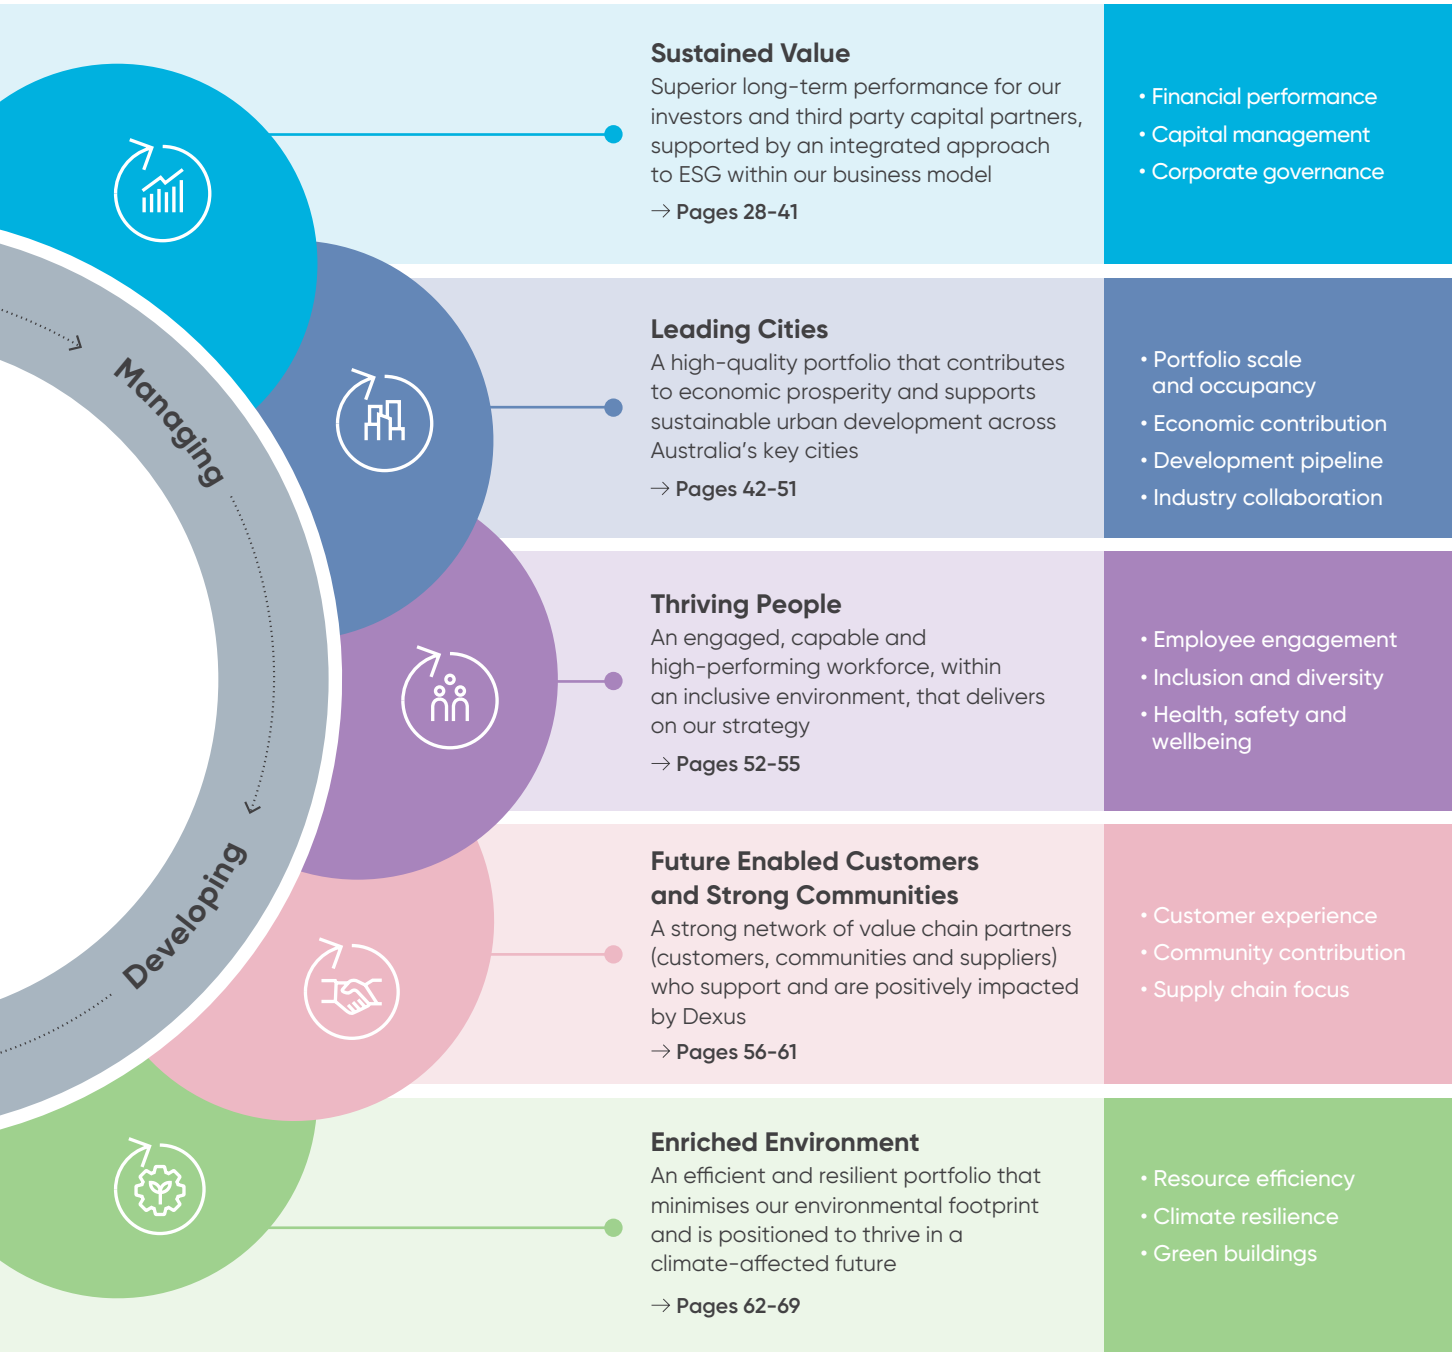 Sustained Value
Superior long-term performance for our
investors and third party capital partners,
supported by an integrated approach
to ESG within our business model
→ Pages 28-41
• Financial performance
• Capital management
• Corporate governance
Managing
Leading Cities
A high-quality portfolio that contributes
to economic prosperity and supports
sustainable urban development across
Australia's key cities
→ Pages 42-51
• Portfolio scale
and occupancy
• Economic contribution
• Development pipeline
• Industry collaboration
Thriving People
An engaged, capable and
high-performing workforce, within
an inclusive environment, that delivers
on our strategy
→ Pages 52-55
• Employee engagement
• Inclusion and diversity
• Health, safety and
wellbeing
Developing
Future Enabled Customers
and Strong Communities
A strong network of value chain partners
(customers, communities and suppliers)
who support and are positively impacted
by Dexus
→ Pages 56-61
• Customer experience
• Community contribution
• Supply chain focus
Enriched Environment
An efficient and resilient portfolio that
minimises our environmental footprint
and is positioned to thrive in a
climate-affected future
→ Pages 62-69
• Resource efficiency
• Climate resilience
• Green buildings